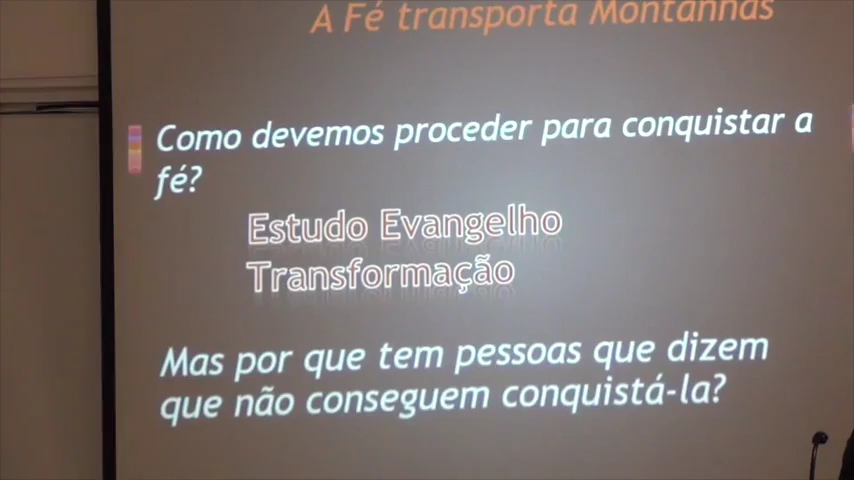 A Fé transporta Montanhas
Como devemos proceder para conquistar a
fé?
Estudo Evangelho
Transformação
Mas por que tem pessoas que dizem
que não conseguem conquistá-la?